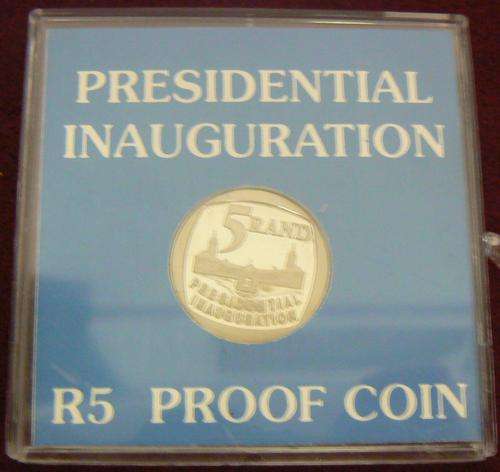 PRESIDENTIAL
INAUGURATION
5 RAND
PRESIDENTIAL
INAUGURATION
R5 PROOF COIN